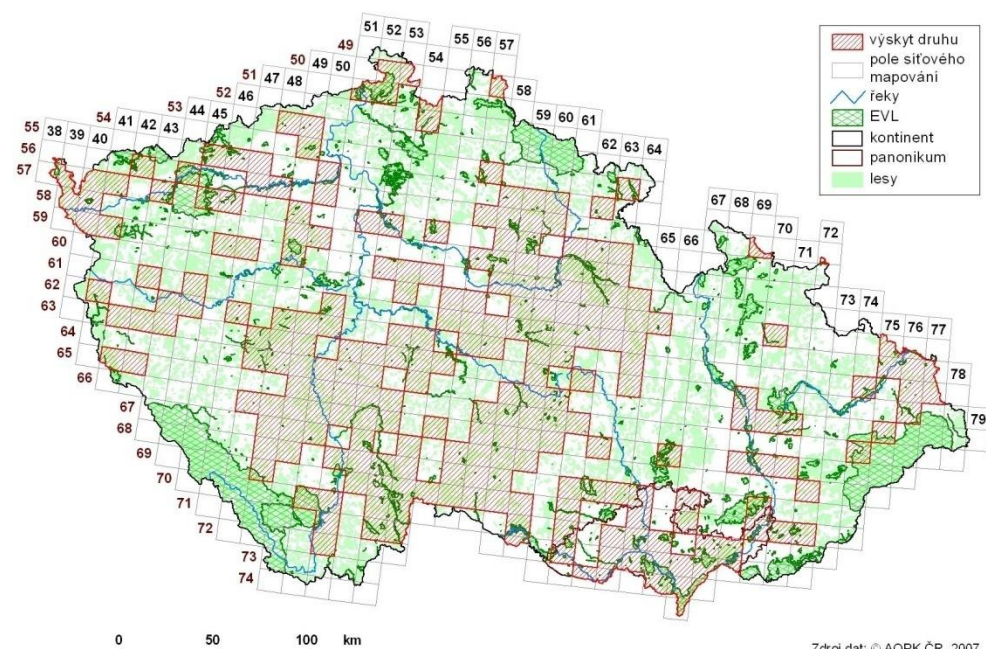 51 52 53
55 56 57
49
54
50 49 50
58
51 47 48
52 46
59 60 61
53 44 45
62 63 64
54 41 42 43
55 38 39 40
56
57
67 68 69
58
70
72
59
65 66
71
60
61
62
73 74
63
75 76 77
64
65
78
66
67
79
68
69
70
71
72
73
74
výskyt druhu
pole síťového
mapování
řeky
EVL
kontinent
panonikum
lesy
0 50 100 km
Zdroj dat: © AOPK ČR, 2007